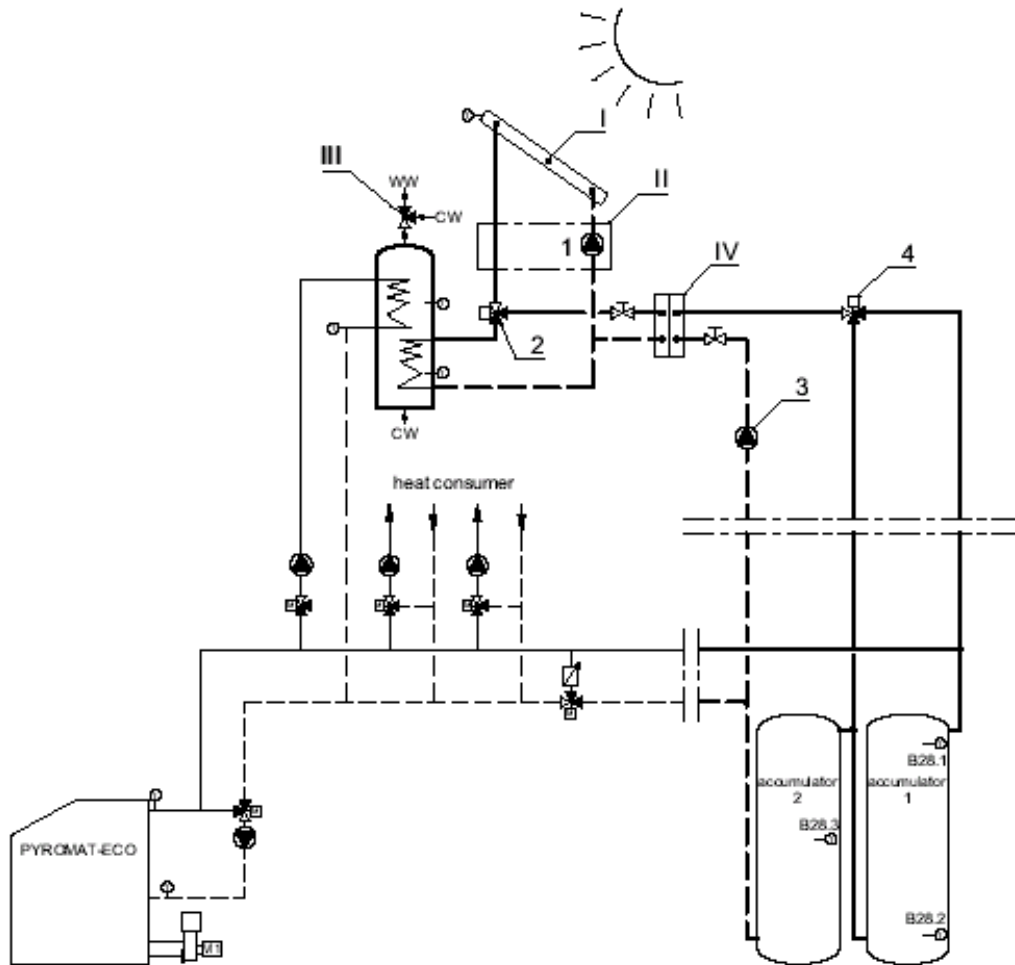 I
III
WW
CW
II
1
IV
4
2
3
CW
heat consumer
B28.1
accumulator
2
accumulator
1
B28.3
PYROMAT-ECO
B28.2
M1